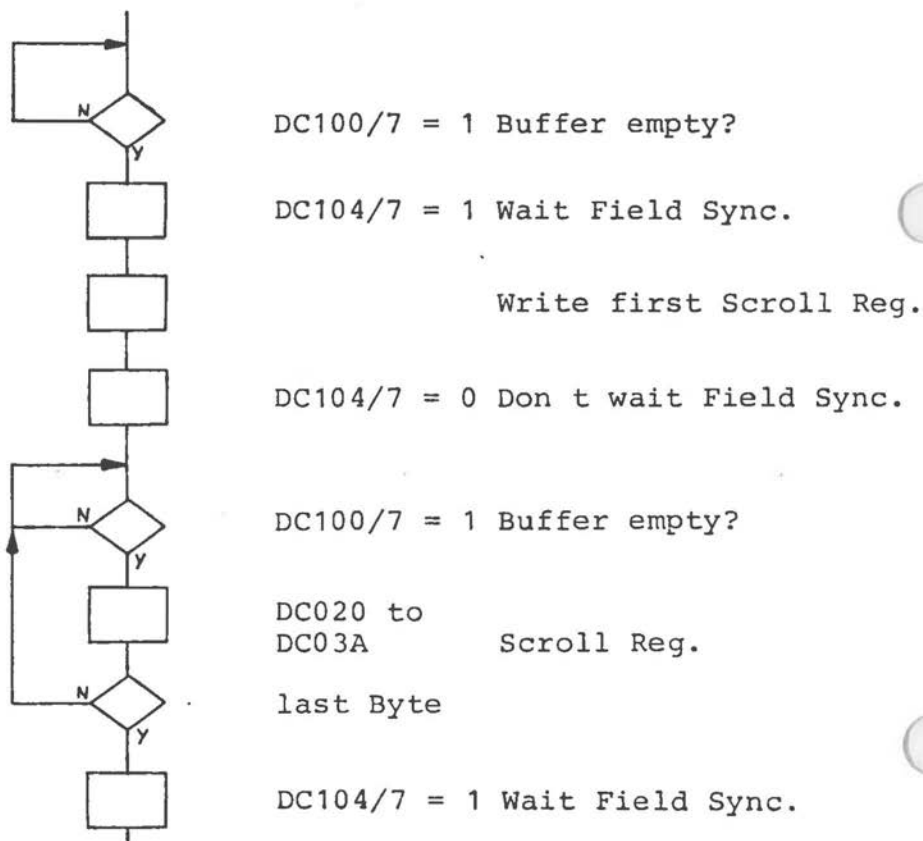 N
DC100/7 = 1 Buffer empty?
Y
DC104/7 = 1 Wait Field Sync.
Write first Scroll Reg.
DC104/7 = 0 Don t wait Field Sync.
N
DC100/7 = 1 Buffer empty?
Y
DC020 to
DC03A Scroll Reg.
N
last Byte
Y
DC104/7 = 1 Wait Field Sync.